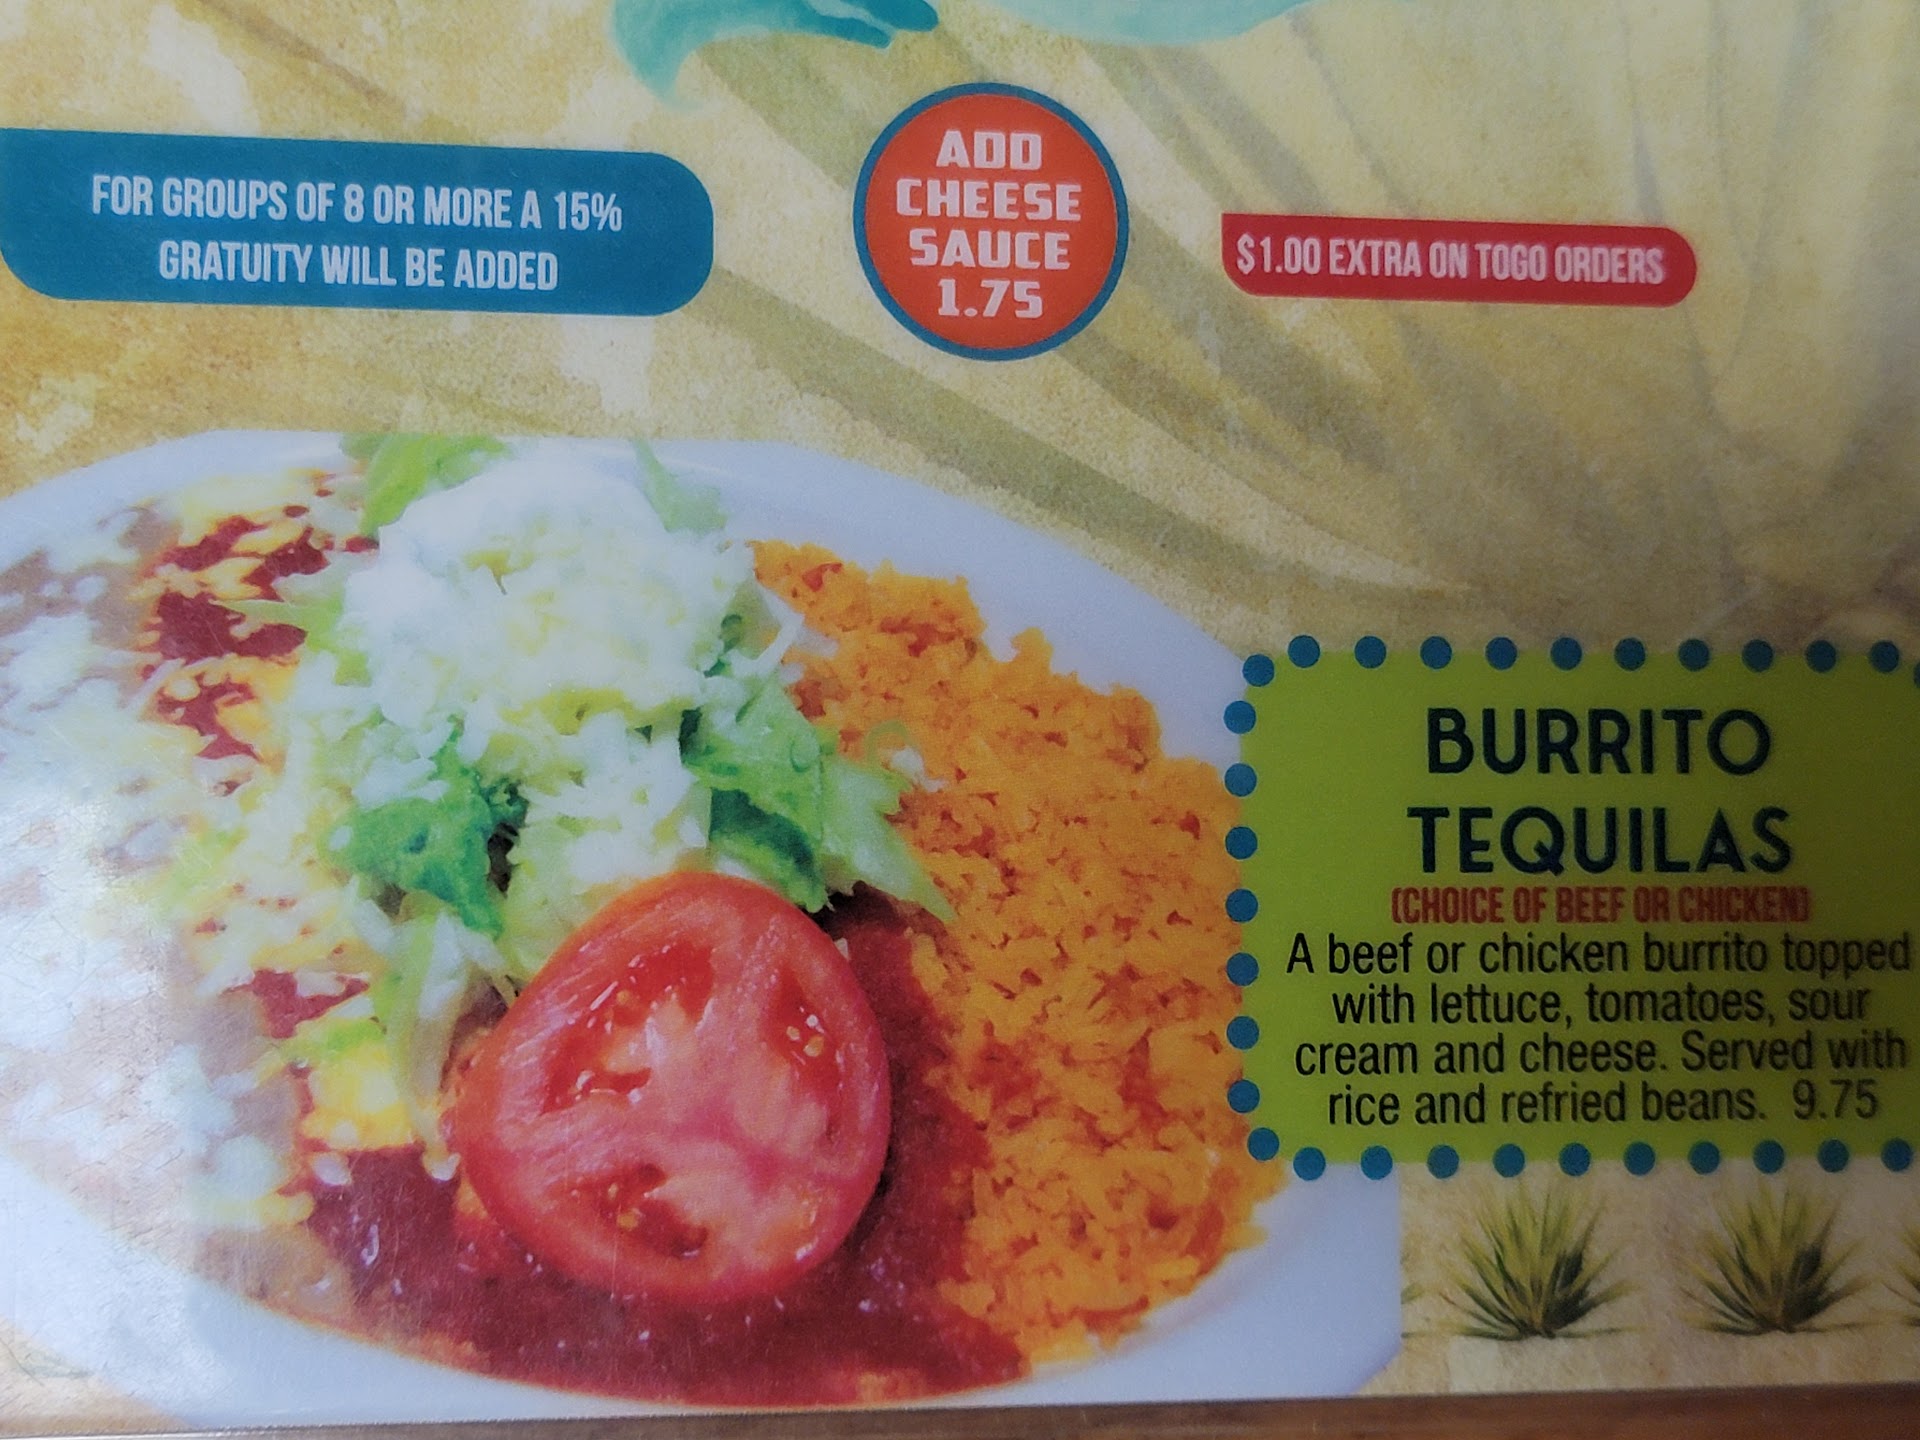 FOR GROUPS OF 8 OR MORE A 15%
GRATUITY WILL BE ADDED
ADD
CHEESE
SAUCE
1.75
$1.00 EXTRA ON TOGO ORDERS
BURRITO
TEQUILAS
(CHOICE OF BEEF OR CHICKEN)
A beef or chicken burrito topped
with lettuce, tomatoes, sour
cream and cheese. Served with
rice and refried beans. 9.75